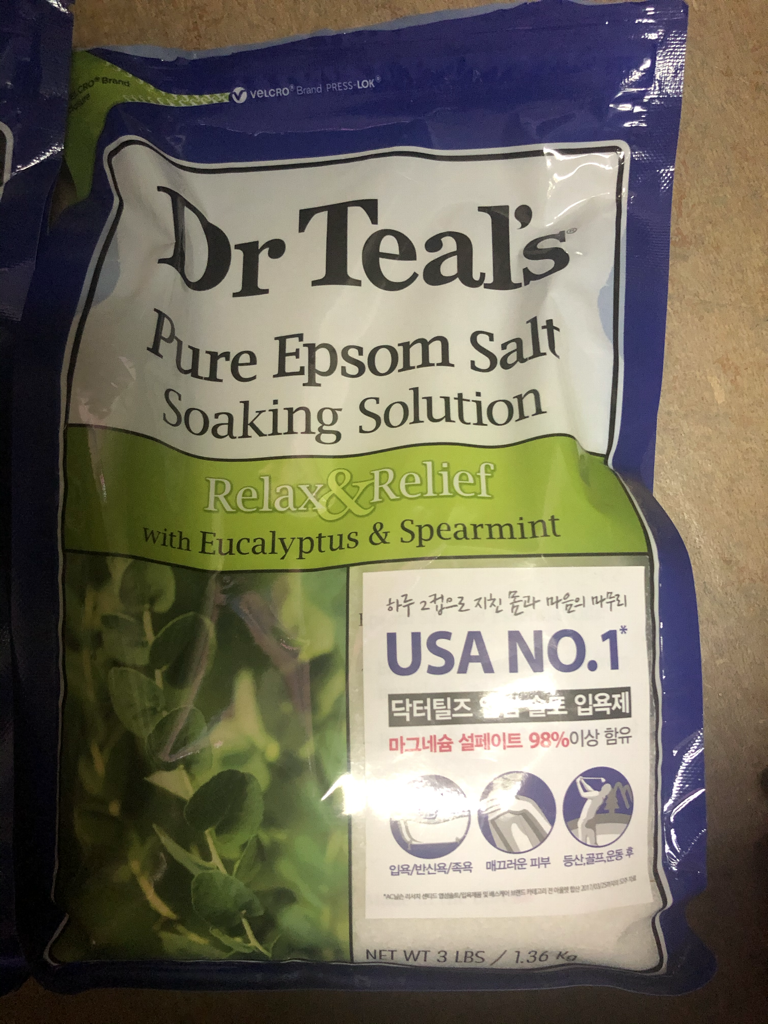 VELCRO® Brand
VELCRO® Brand PRESS-LOK®
Dr Teal's®
Pure Epsom Salt
Soaking Solution
Relax & Relief
with Eucalyptus & Spearmint
하루 2컵으로 지친 몸과 마음의 마무리
USA NO.1*
닥터틸즈 솔트 입욕제
마그네슘 설페이트 98%이상 함유
입욕/반신욕/족욕
매끄러운 피부
등산,골프,운동 후
NET WT 3 LBS / 1.36 Kg